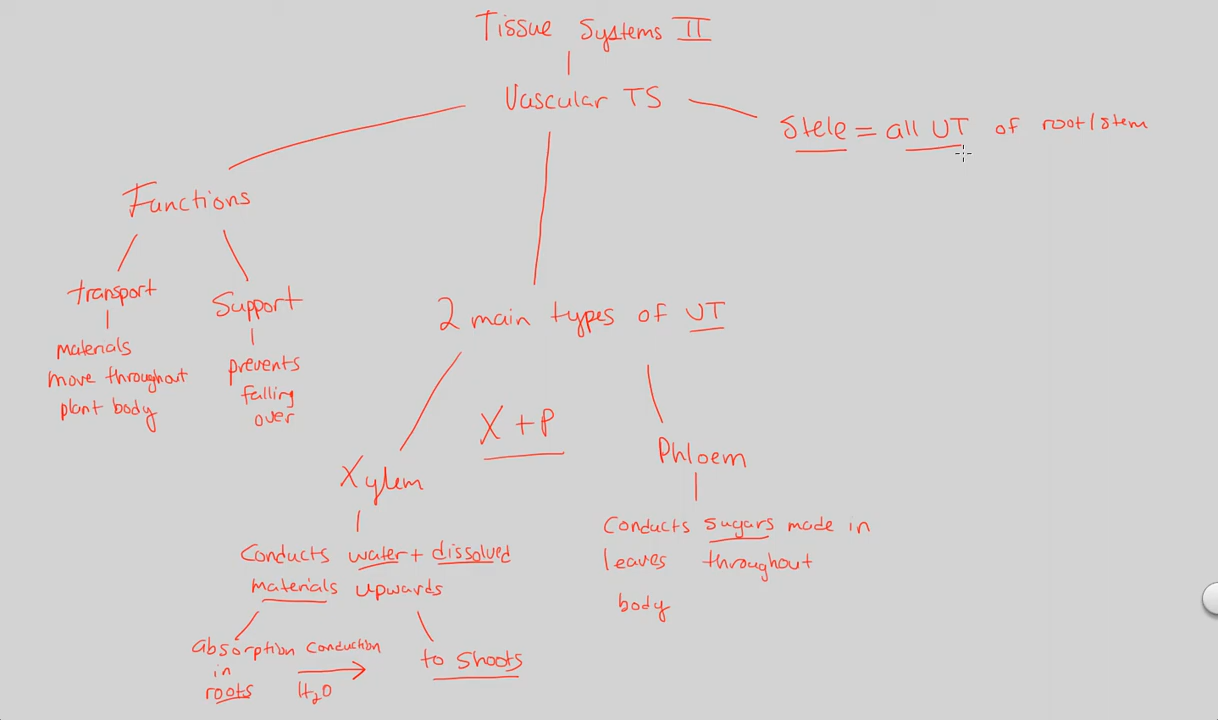 Tissue Systems II
Vascular TS
Stele = all VT of root/stem
Functions
transport
Support
materials
move throughout
plant body
prevents
falling
over
2 main types of VT
X + P
Xylem
Phloem
Conducts water + dissolved
materials upwards
Conducts sugars made in
leaves throughout
body
absorption conduction
in
roots
H₂O
to shoots